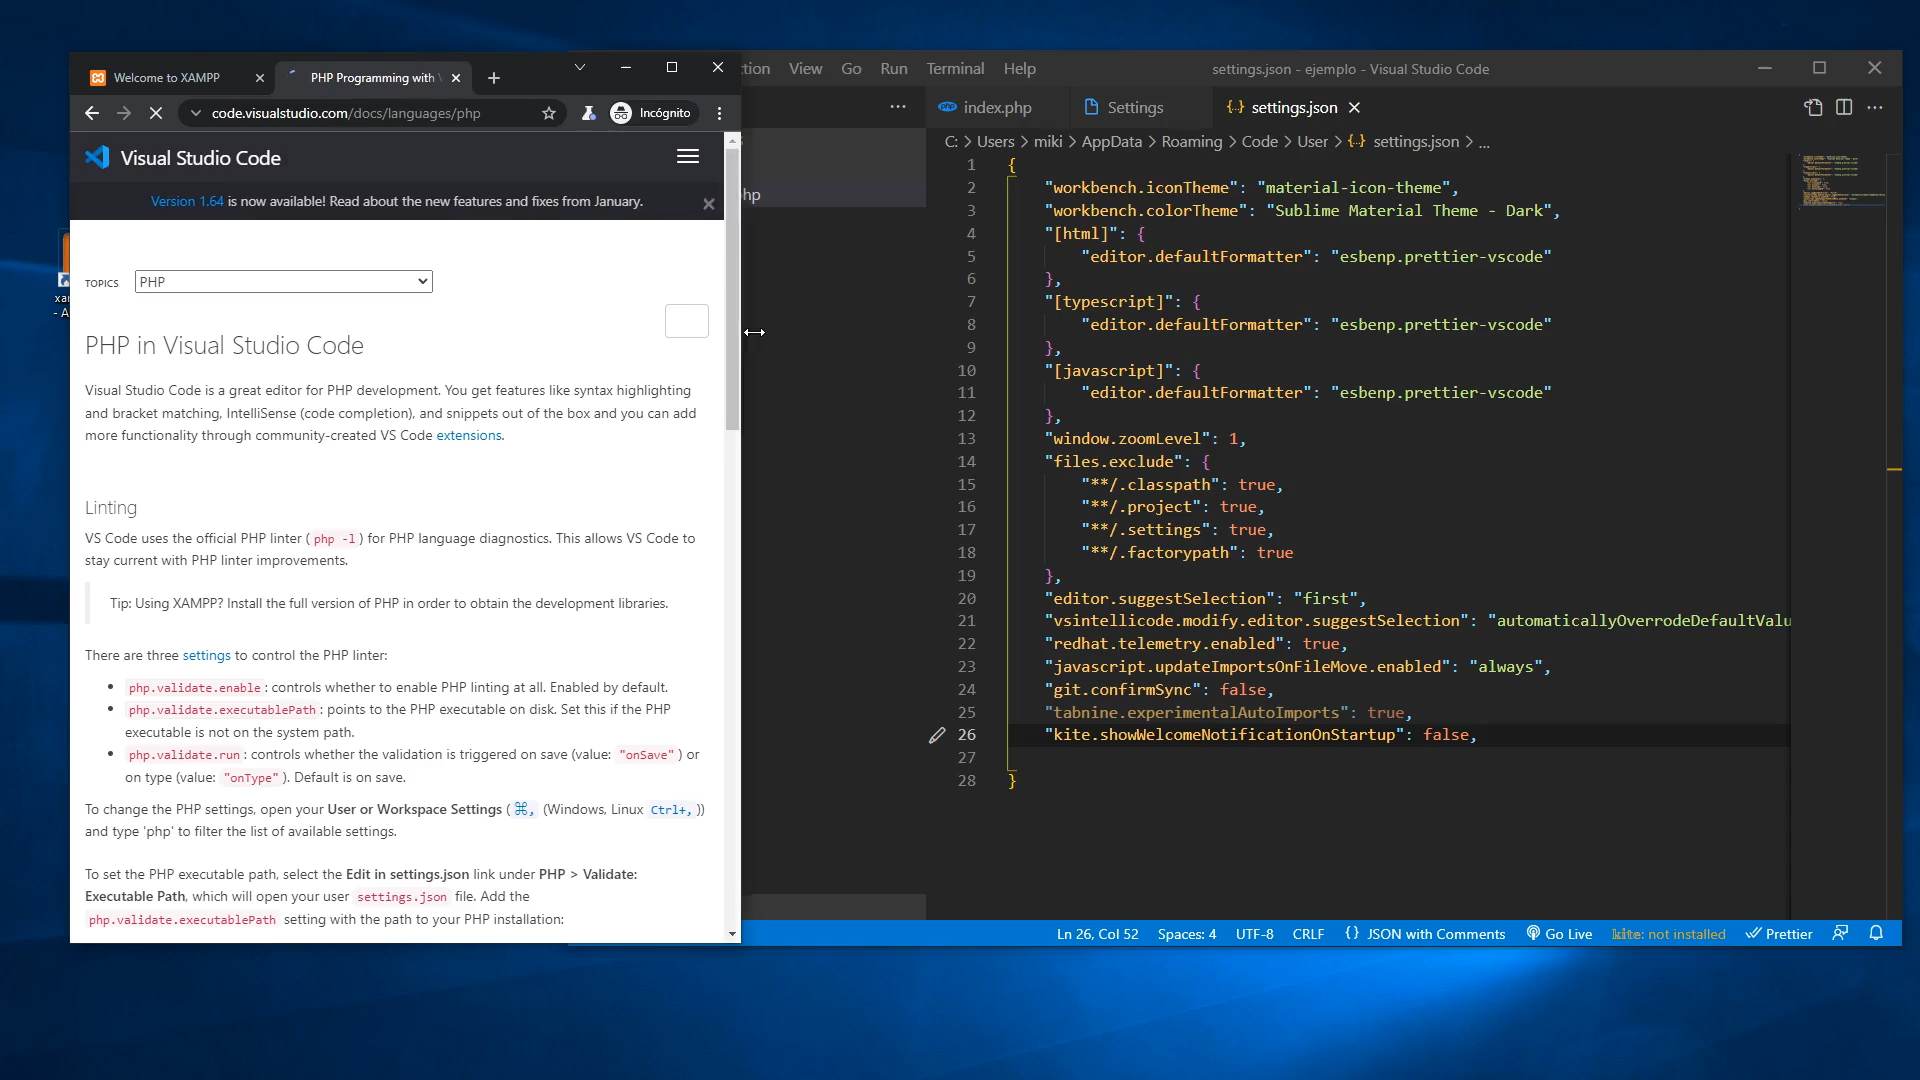 Welcome to XAMPP
PHP Programming with V
code.visualstudio.com/docs/languages/php
Incógnito
Visual Studio Code
Version 1.64 is now available! Read about the new features and fixes from January.
TOPICS
PHP
PHP in Visual Studio Code
Visual Studio Code is a great editor for PHP development. You get features like syntax highlighting
and bracket matching, IntelliSense (code completion), and snippets out of the box and you can add
more functionality through community-created VS Code extensions.
Linting
VS Code uses the official PHP linter ( php -l ) for PHP language diagnostics. This allows VS Code to
stay current with PHP linter improvements.
Tip: Using XAMPP? Install the full version of PHP in order to obtain the development libraries.
There are three settings to control the PHP linter:
php.validate.enable : controls whether to enable PHP linting at all. Enabled by default.
php.validate.executablePath : points to the PHP executable on disk. Set this if the PHP
executable is not on the system path.
php.validate.run : controls whether the validation is triggered on save (value: "onSave" ) or
on type (value: "onType" ). Default is on save.
To change the PHP settings, open your User or Workspace Settings ( ⌘, (Windows, Linux Ctrl+, ))
and type 'php' to filter the list of available settings.
To set the PHP executable path, select the Edit in settings.json link under PHP > Validate:
Executable Path, which will open your user settings.json file. Add the
php.validate.executablePath setting with the path to your PHP installation:
xa
- A
ction View Go Run Terminal Help
settings.json - ejemplo - Visual Studio Code
hp
index.php
Settings
settings.json
C: > Users > miki > AppData > Roaming > Code > User > {··} settings.json > ...
1 {
2 "workbench.iconTheme": "material-icon-theme",
3 "workbench.colorTheme": "Sublime Material Theme - Dark",
4 "[html]": {
5 "editor.defaultFormatter": "esbenp.prettier-vscode"
6 },
7 "[typescript]": {
8 "editor.defaultFormatter": "esbenp.prettier-vscode"
9 },
10 "[javascript]": {
11 "editor.defaultFormatter": "esbenp.prettier-vscode"
12 },
13 "window.zoomLevel": 1,
14 "files.exclude": {
15 "**/.classpath": true,
16 "**/.project": true,
17 "**/.settings": true,
18 "**/.factorypath": true
19 },
20 "editor.suggestSelection": "first",
21 "vsintellicode.modify.editor.suggestSelection": "automaticallyOverrodeDefaultValu
22 "redhat.telemetry.enabled": true,
23 "javascript.updateImportsOnFileMove.enabled": "always",
24 "git.confirmSync": false,
25 "tabnine.experimentalAutoImports": true,
26 "kite.showWelcomeNotificationOnStartup": false,
27
28 }
Ln 26, Col 52 Spaces: 4 UTF-8 CRLF {} JSON with Comments Go Live kite: not installed Prettier